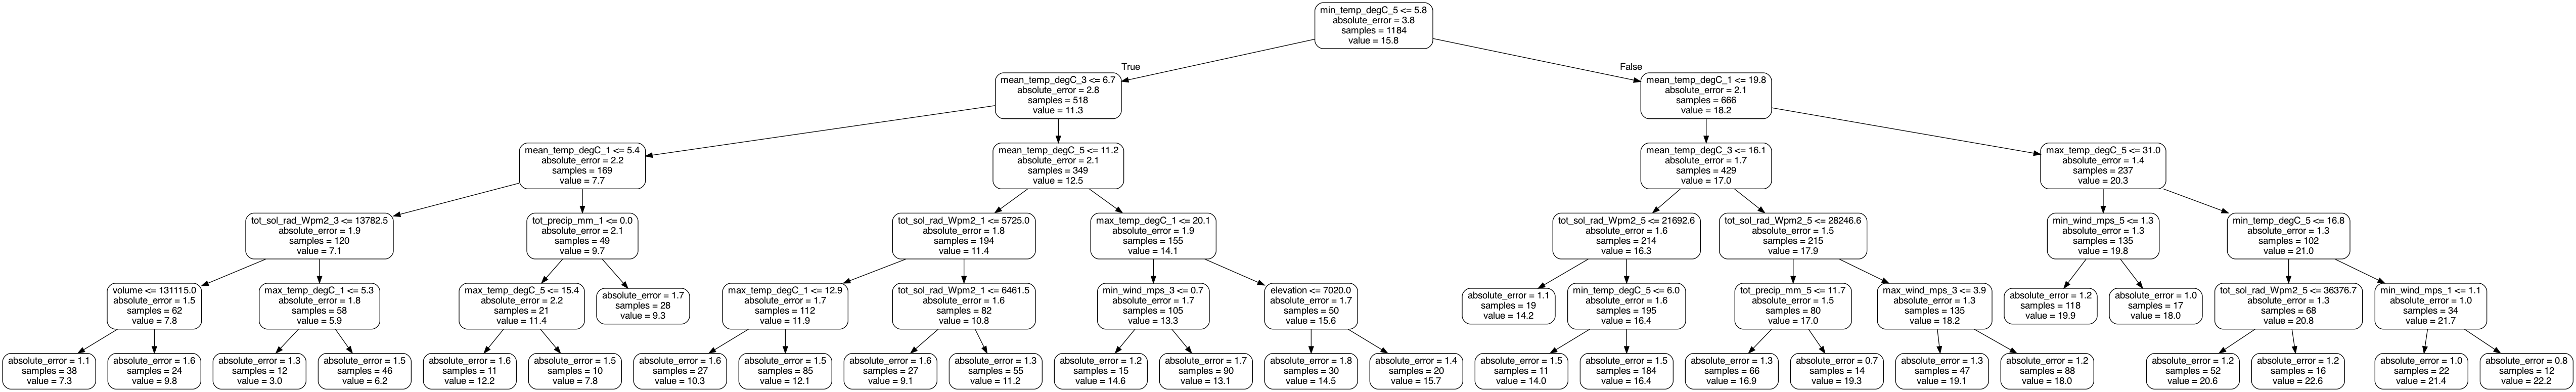 min_temp_degC_5 <= 5.8
absolute_error = 3.8
samples = 1184
value = 15.8
True
False
mean_temp_degC_3 <= 6.7
absolute_error = 2.8
samples = 518
value = 11.3
mean_temp_degC_1 <= 19.8
absolute_error = 2.1
samples = 666
value = 18.2
mean_temp_degC_1 <= 5.4
absolute_error = 2.2
samples = 169
value = 7.7
mean_temp_degC_5 <= 11.2
absolute_error = 2.1
samples = 349
value = 12.5
mean_temp_degC_3 <= 16.1
absolute_error = 1.7
samples = 429
value = 17.0
max_temp_degC_5 <= 31.0
absolute_error = 1.4
samples = 237
value = 20.3
tot_sol_rad_Wpm2_3 <= 13782.5
absolute_error = 1.9
samples = 120
value = 7.1
tot_precip_mm_1 <= 0.0
absolute_error = 2.1
samples = 49
value = 9.7
tot_sol_rad_Wpm2_1 <= 5725.0
absolute_error = 1.8
samples = 194
value = 11.4
max_temp_degC_1 <= 20.1
absolute_error = 1.9
samples = 155
value = 14.1
tot_sol_rad_Wpm2_5 <= 21692.6
absolute_error = 1.6
samples = 214
value = 16.3
tot_sol_rad_Wpm2_5 <= 28246.6
absolute_error = 1.5
samples = 215
value = 17.9
min_wind_mps_5 <= 1.3
absolute_error = 1.3
samples = 135
value = 19.8
min_temp_degC_5 <= 16.8
absolute_error = 1.3
samples = 102
value = 21.0
volume <= 131115.0
absolute_error = 1.5
samples = 62
value = 7.8
max_temp_degC_1 <= 5.3
absolute_error = 1.8
samples = 58
value = 5.9
max_temp_degC_5 <= 15.4
absolute_error = 2.2
samples = 21
value = 11.4
absolute_error = 1.7
samples = 28
value = 9.3
max_temp_degC_1 <= 12.9
absolute_error = 1.7
samples = 112
value = 11.9
tot_sol_rad_Wpm2_1 <= 6461.5
absolute_error = 1.6
samples = 82
value = 10.8
min_wind_mps_3 <= 0.7
absolute_error = 1.7
samples = 105
value = 13.3
elevation <= 7020.0
absolute_error = 1.7
samples = 50
value = 15.6
absolute_error = 1.1
samples = 19
value = 14.2
min_temp_degC_5 <= 6.0
absolute_error = 1.6
samples = 195
value = 16.4
tot_precip_mm_5 <= 11.7
absolute_error = 1.5
samples = 80
value = 17.0
max_wind_mps_3 <= 3.9
absolute_error = 1.3
samples = 135
value = 18.2
absolute_error = 1.2
samples = 118
value = 19.9
absolute_error = 1.0
samples = 17
value = 18.0
tot_sol_rad_Wpm2_5 <= 36376.7
absolute_error = 1.3
samples = 68
value = 20.8
min_wind_mps_1 <= 1.1
absolute_error = 1.0
samples = 34
value = 21.7
absolute_error = 1.1
samples = 38
value = 7.3
absolute_error = 1.6
samples = 24
value = 9.8
absolute_error = 1.3
samples = 12
value = 3.0
absolute_error = 1.5
samples = 46
value = 6.2
absolute_error = 1.6
samples = 11
value = 12.2
absolute_error = 1.5
samples = 10
value = 7.8
absolute_error = 1.6
samples = 27
value = 10.3
absolute_error = 1.5
samples = 85
value = 12.1
absolute_error = 1.6
samples = 27
value = 9.1
absolute_error = 1.3
samples = 55
value = 11.2
absolute_error = 1.2
samples = 15
value = 14.6
absolute_error = 1.7
samples = 90
value = 13.1
absolute_error = 1.8
samples = 30
value = 14.5
absolute_error = 1.4
samples = 20
value = 15.7
absolute_error = 1.5
samples = 11
value = 14.0
absolute_error = 1.5
samples = 184
value = 16.4
absolute_error = 1.3
samples = 66
value = 16.9
absolute_error = 0.7
samples = 14
value = 19.3
absolute_error = 1.3
samples = 47
value = 19.1
absolute_error = 1.2
samples = 88
value = 18.0
absolute_error = 1.2
samples = 52
value = 20.6
absolute_error = 1.2
samples = 16
value = 22.6
absolute_error = 1.0
samples = 22
value = 21.4
absolute_error = 0.8
samples = 12
value = 22.2